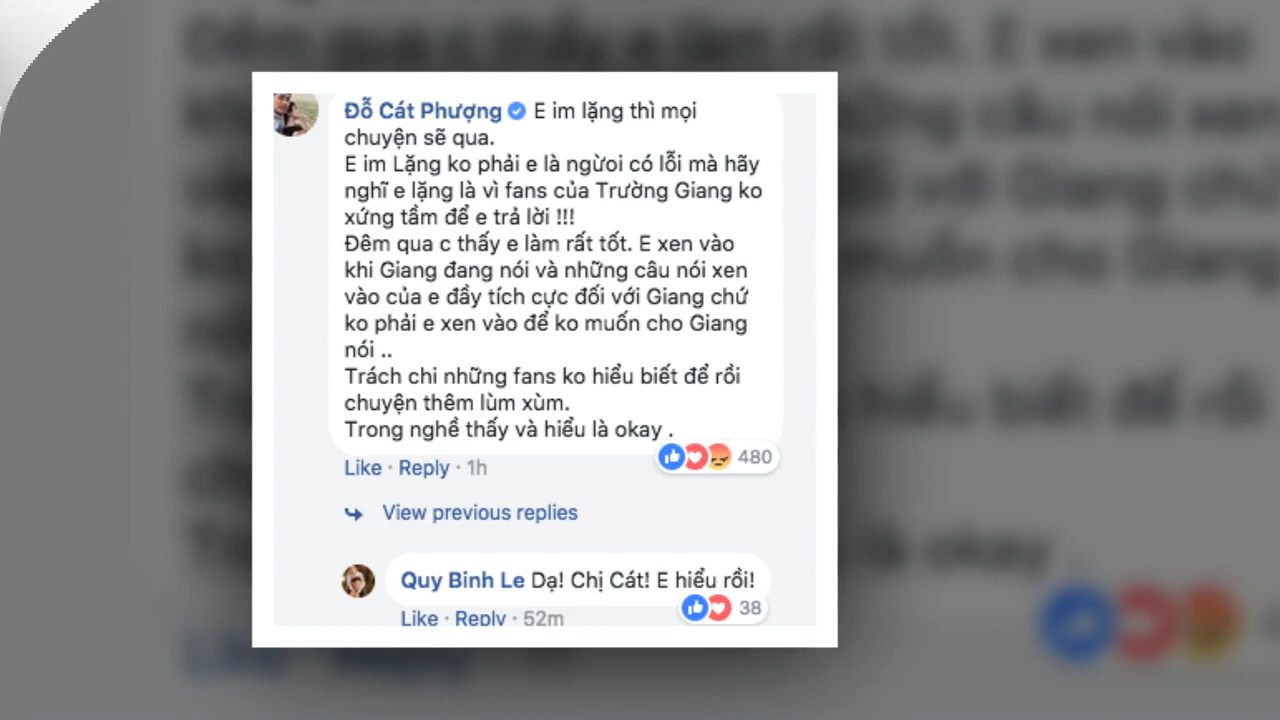 Đỗ Cát Phượng E im lặng thì mọi
chuyện sẽ qua.
E im Lặng ko phải e là ngừoi có lỗi mà hãy
nghĩ e lặng là vì fans của Trường Giang ko
xứng tầm để e trả lời !!!
Đêm qua c thấy e làm rất tốt. E xen vào
khi Giang đang nói và những câu nói xen
vào của e đầy tích cực đối với Giang chứ
ko phải e xen vào để ko muốn cho Giang
nói ..
Trách chi những fans ko hiểu biết để rồi
chuyện thêm lùm xùm.
Trong nghề thấy và hiểu là okay .
Like · Reply · 1h 480
View previous replies
Quy Binh Le Dạ! Chị Cát! E hiểu rồi!
Like · Reply · 52m 38